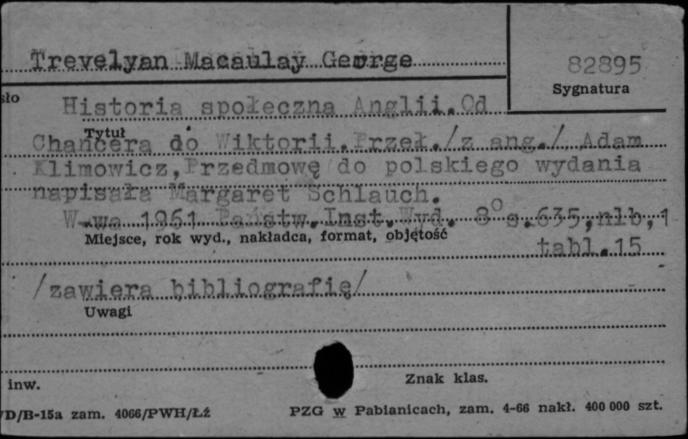 Trevelyan Macaulay George
82895
Sygnatura
sło
Historia społeczna Anglii.Od
Tytuł
Chancera do Wiktorii.Przeł./z ang./ Adam
Klimowicz,Przedmowę do polskiego wydania
napisała Margaret Schlauch.
W-wa 1961 Państw.Inst.Wyd. 8° s.635,nlb,1
Miejsce, rok wyd., nakładca, format, objętość
tabl.15
/zawiera bibliografię/
Uwagi
inw.
Znak klas.
/D/B-15a zam. 4066/PWH/Łź
PZG w Pabianicach, zam. 4-66 nakł. 400 000 szt.